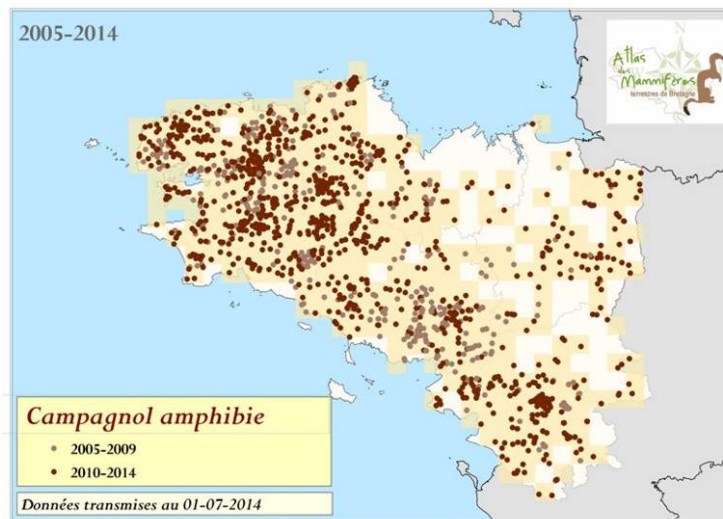 2005-2014
Atlas
des
Mammifères
terrestres de Bretagne
N
Campagnol amphibie
2005-2009
2010-2014
Données transmises au 01-07-2014